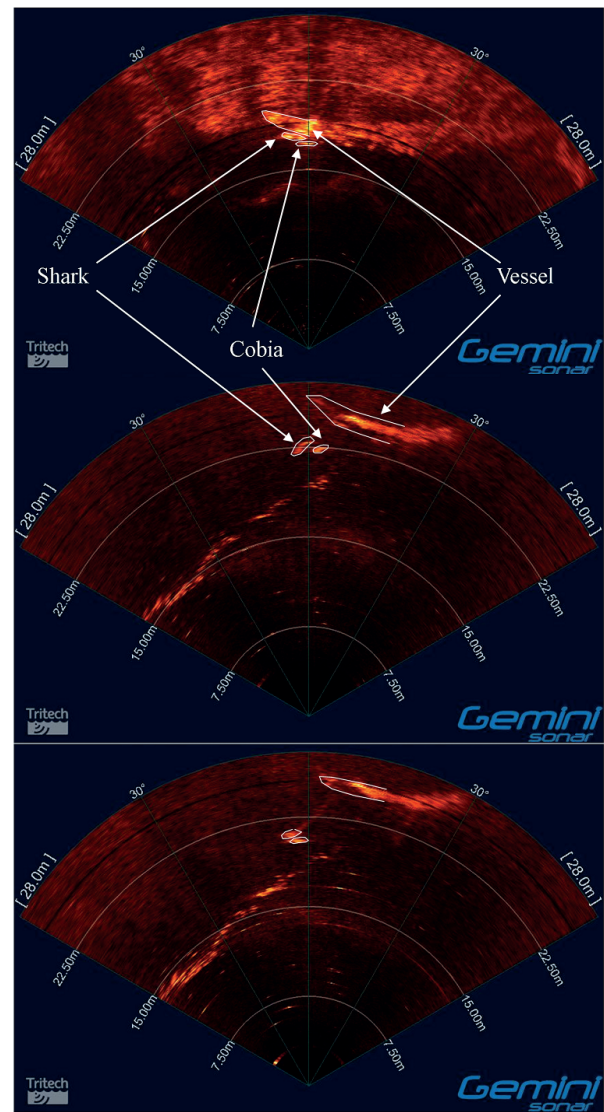 30°
30°
[ 28.0m ]
[ 28.0m ]
22.50m
22.50m
15.00m
15.00m
7.50m
7.50m
Shark
Vessel
Cobia
Tritech
Gemini
sonar
30°
30°
[ 28.0m ]
[ 28.0m ]
22.50m
22.50m
15.00m
15.00m
7.50m
7.50m
Tritech
Gemini
sonar
30°
30°
[ 28.0m ]
[ 28.0m ]
22.50m
22.50m
15.00m
15.00m
7.50m
7.50m
Tritech
Gemini
sonar